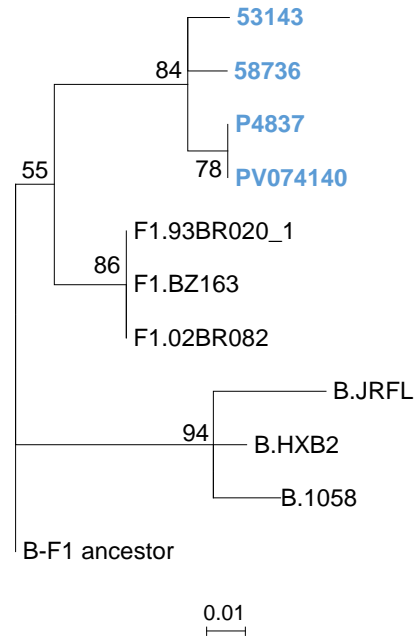 53143
84
58736
P4837
78
PV074140
55
F1.93BR020_1
86
F1.BZ163
F1.02BR082
B.JRFL
94
B.HXB2
B.1058
B-F1 ancestor
0.01